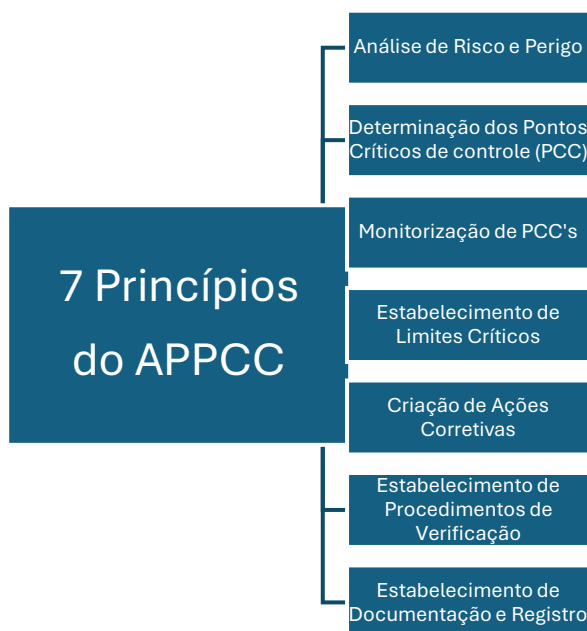 7 Princípios
do APPCC
Análise de Risco e Perigo
Determinação dos Pontos
Críticos de controle (PCC)
Monitorização de PCC's
Estabelecimento de
Limites Críticos
Criação de Ações
Corretivas
Estabelecimento de
Procedimentos de
Verificação
Estabelecimento de
Documentação e Registro